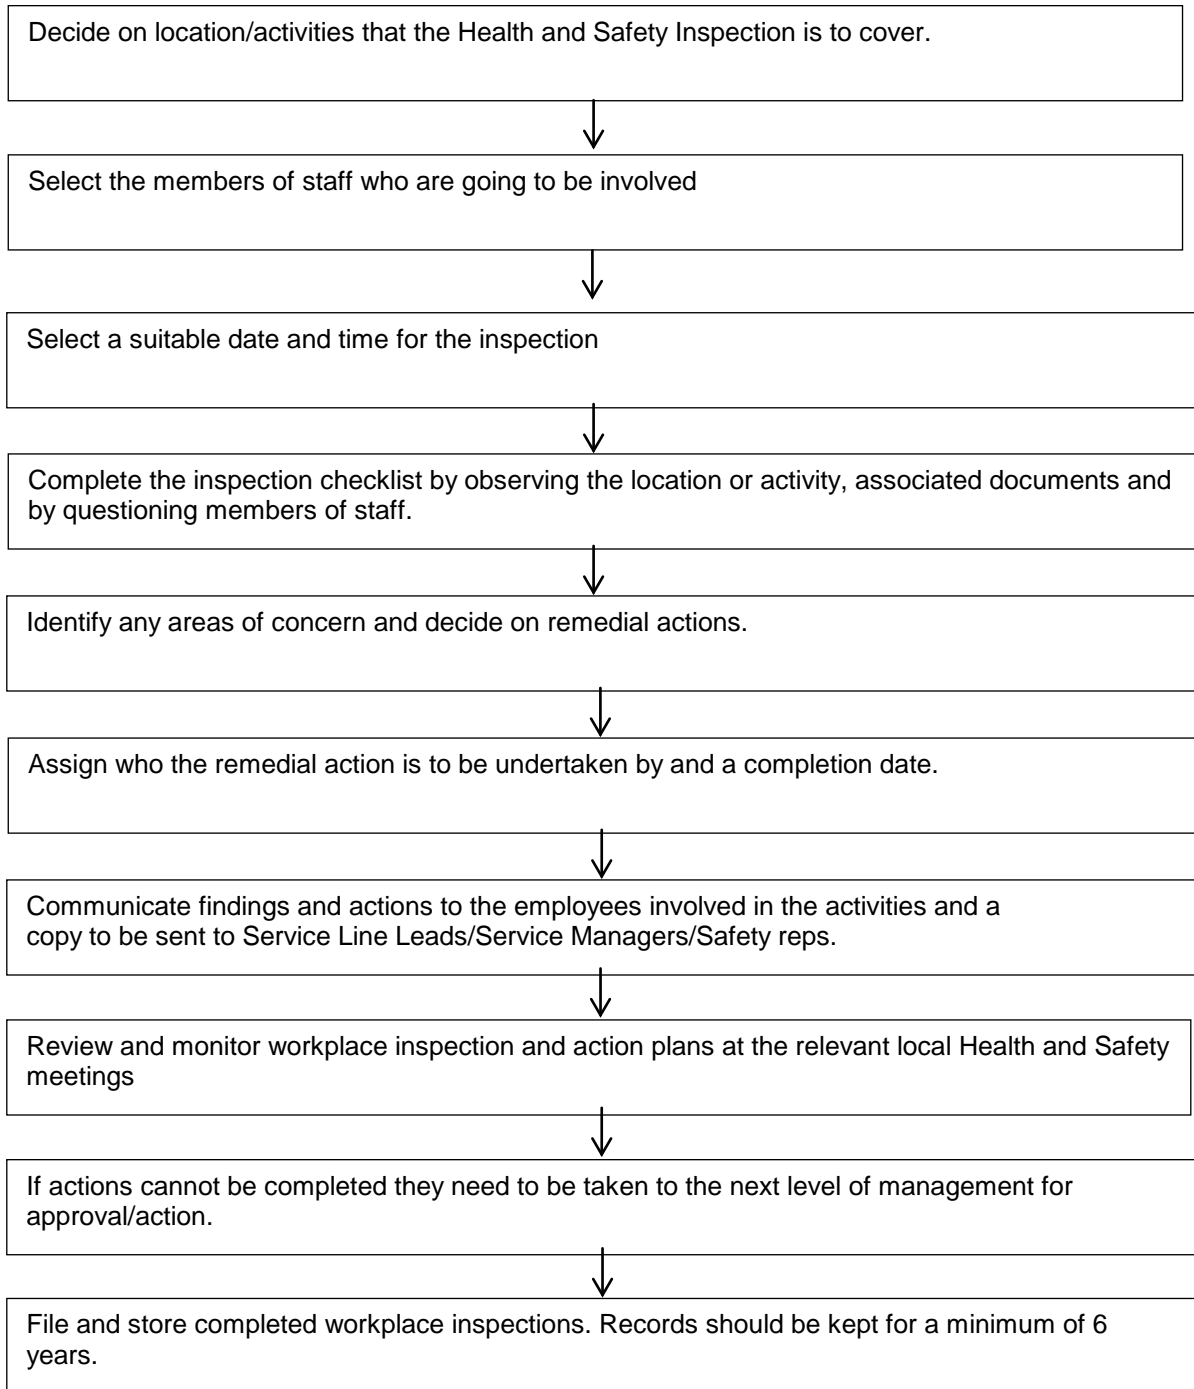 Decide on location/activities that the Health and Safety Inspection is to cover.
Select the members of staff who are going to be involved
Select a suitable date and time for the inspection
Complete the inspection checklist by observing the location or activity, associated documents and
by questioning members of staff.
Identify any areas of concern and decide on remedial actions.
Assign who the remedial action is to be undertaken by and a completion date.
Communicate findings and actions to the employees involved in the activities and a
copy to be sent to Service Line Leads/Service Managers/Safety reps.
Review and monitor workplace inspection and action plans at the relevant local Health and Safety
meetings
If actions cannot be completed they need to be taken to the next level of management for
approval/action.
File and store completed workplace inspections. Records should be kept for a minimum of 6
years.